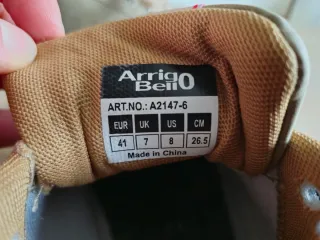 Arrigo
Bello
ART.NO.: A2147-6
EUR UK US CM
41 7 8 26.5
Made in China